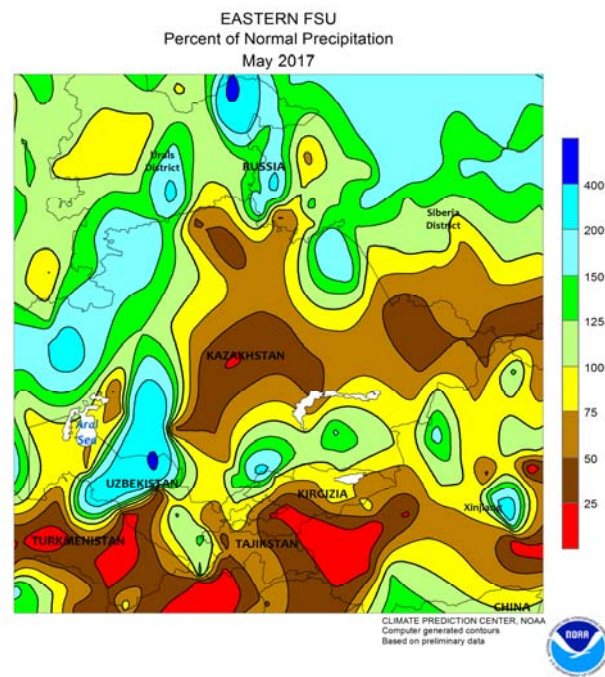 EASTERN FSU
Percent of Normal Precipitation
May 2017
Urals
District
RUSSIA
Siberia
District
KAZAKHSTAN
Aral
Sea
UZBEKISTAN
KIRGIZIA
Xinjiang
TURKMENISTAN
TAJIKSTAN
CHINA
400
200
150
125
100
75
50
25
CLIMATE PREDICTION CENTER, NOAA
Computer generated contours
Based on preliminary data
NOAA